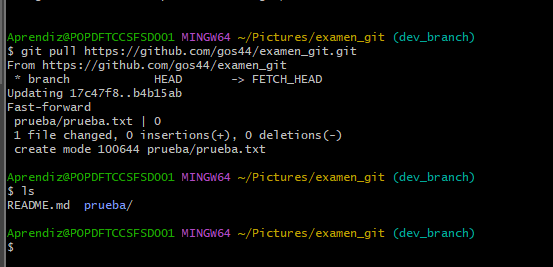 Aprendiz@POPDFTCCSFSD001 MINGW64 ~/Pictures/examen_git (dev_branch)
$ git pull https://github.com/gos44/examen_git.git
From https://github.com/gos44/examen_git
 * branch            HEAD       -> FETCH_HEAD
Updating 17c47f8..b4b15ab
Fast-forward
 prueba/prueba.txt | 0
 1 file changed, 0 insertions(+), 0 deletions(-)
 create mode 100644 prueba/prueba.txt
Aprendiz@POPDFTCCSFSD001 MINGW64 ~/Pictures/examen_git (dev_branch)
$ ls
README.md  prueba/
Aprendiz@POPDFTCCSFSD001 MINGW64 ~/Pictures/examen_git (dev_branch)
$